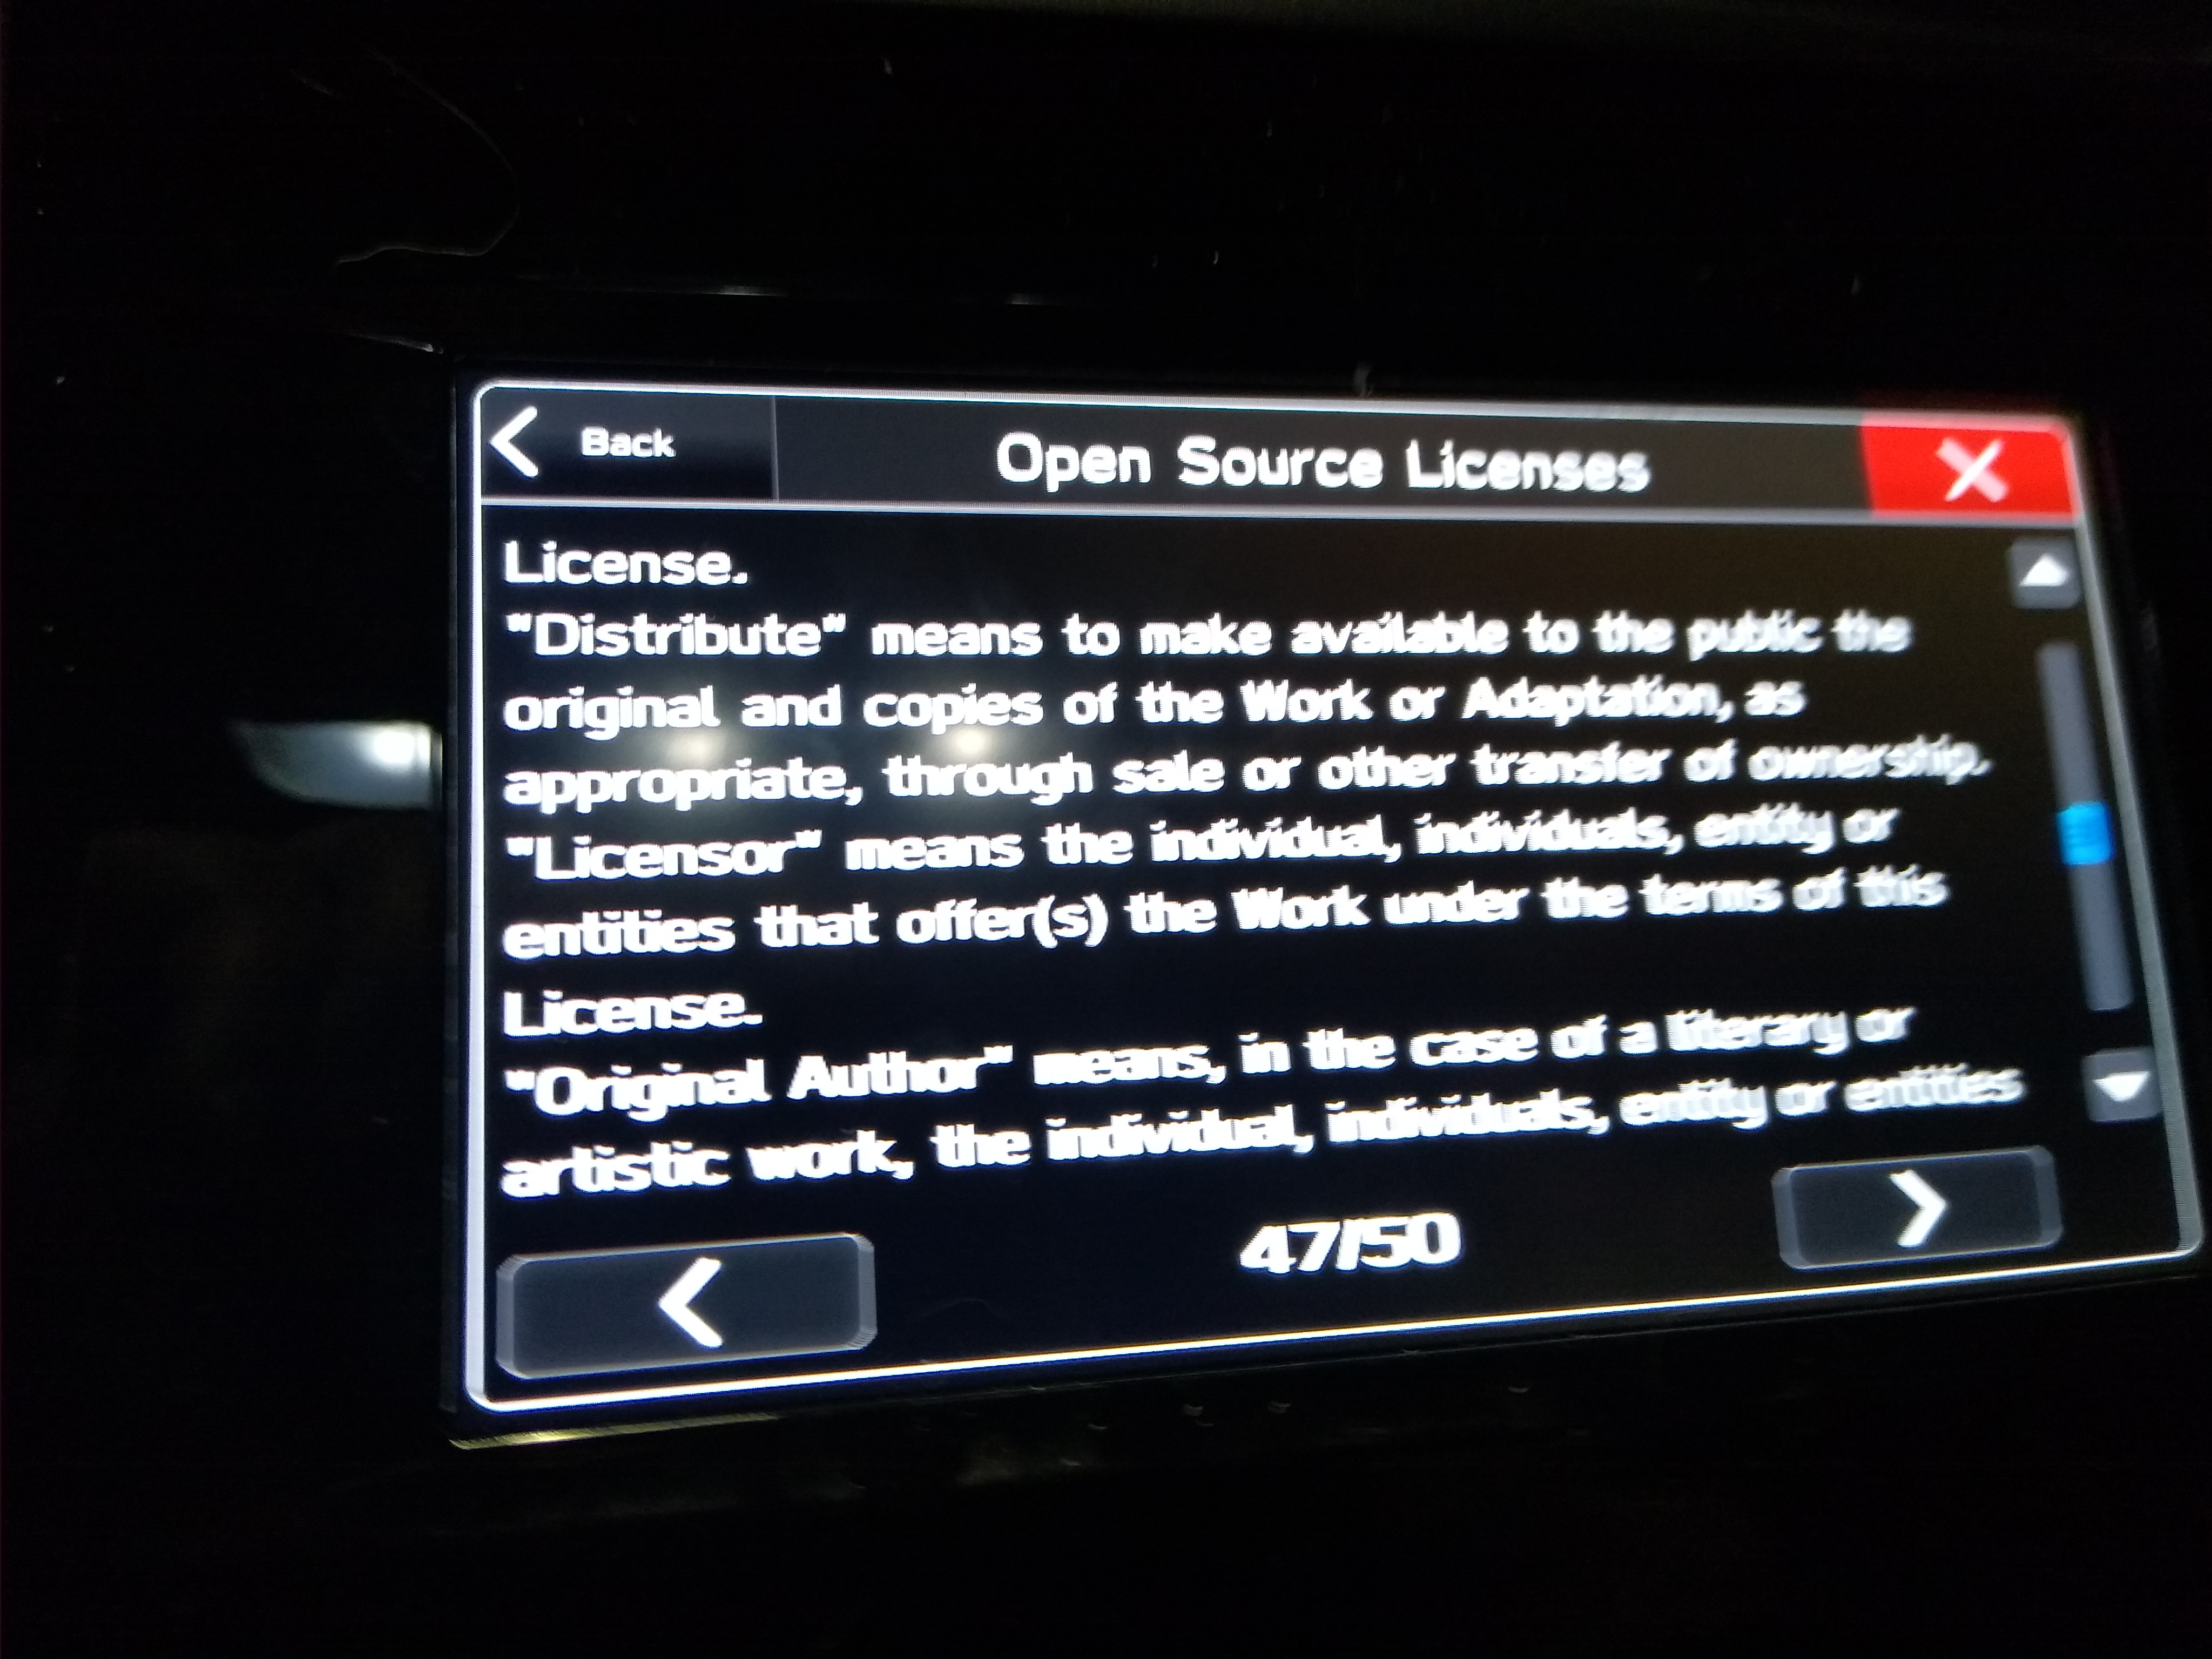 Back
Open Source Licenses
License.
"Distribute" means to make available to the public the
original and copies of the Work or Adaptation, as
appropriate, through sale or other transfer of ownership.
"Licensor" means the individual, individuals, entity or
entities that offer(s) the Work under the terms of this
License.
"Original Author" means, in the case of a literary or
artistic work, the individual, individuals, entity or entities
47/50